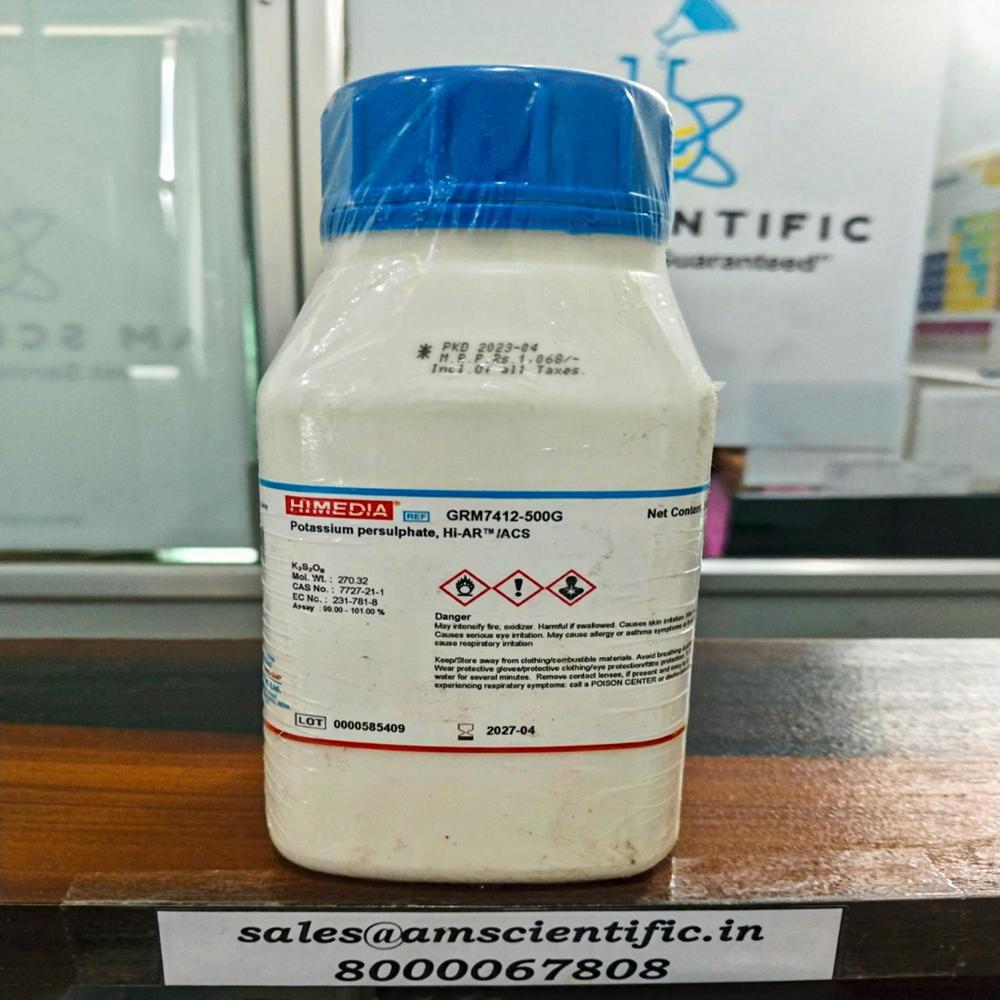 NTIFIC
Guaranteed"
AM SCI
* PKD 2023-04
M.R.P.Rs.1,068/-
Incl.Of all Taxes.
HIMEDIA® REF GRM7412-500G Net Conten
Potassium persulphate, Hi-AR™/ACS
K₂S₂O₈
Mol. Wt. : 270.32
CAS No. : 7727-21-1
EC No. : 231-781-8
Assay : 99.00 - 101.00 %
Danger
May intensify fire; oxidizer. Harmful if swallowed. Causes skin irritation.
Causes serious eye irritation. May cause allergy or asthma symptoms
cause respiratory irritation
Keep/Store away from clothing/combustible materials. Avoid breathing
Wear protective gloves/protective clothing/eye protection/face protection.
water for several minutes. Remove contact lenses, if present and easy to
experiencing respiratory symptoms: call a POISON CENTER or
LOT 0000585409 2027-04
sales@amscientific.in
8000067808